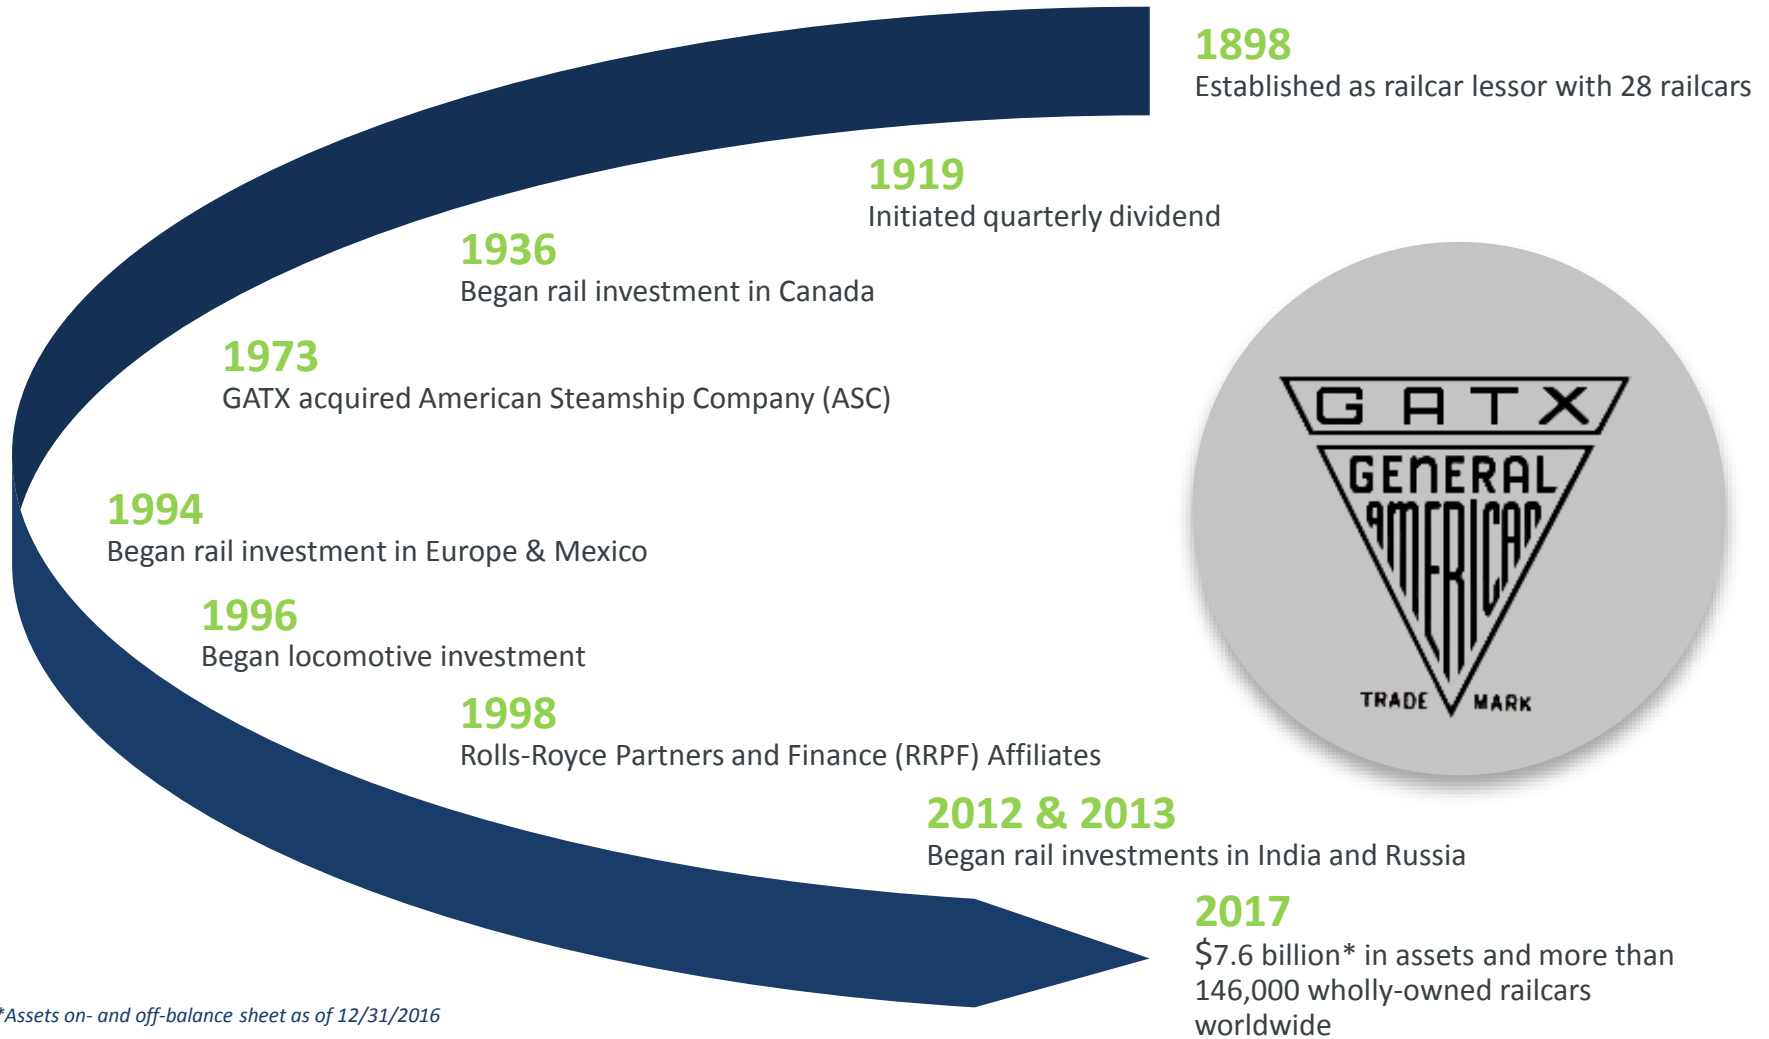 1898
Established as railcar lessor with 28 railcars
1919
Initiated quarterly dividend
1936
Began rail investment in Canada
1973
GATX acquired American Steamship Company (ASC)
1994
Began rail investment in Europe & Mexico
1996
Began locomotive investment
1998
Rolls-Royce Partners and Finance (RRPF) Affiliates
2012 & 2013
Began rail investments in India and Russia
2017
$7.6 billion* in assets and more than
146,000 wholly-owned railcars
worldwide
GATX
GENERAL
AMERICAN
TRADE MARK
*Assets on- and off-balance sheet as of 12/31/2016